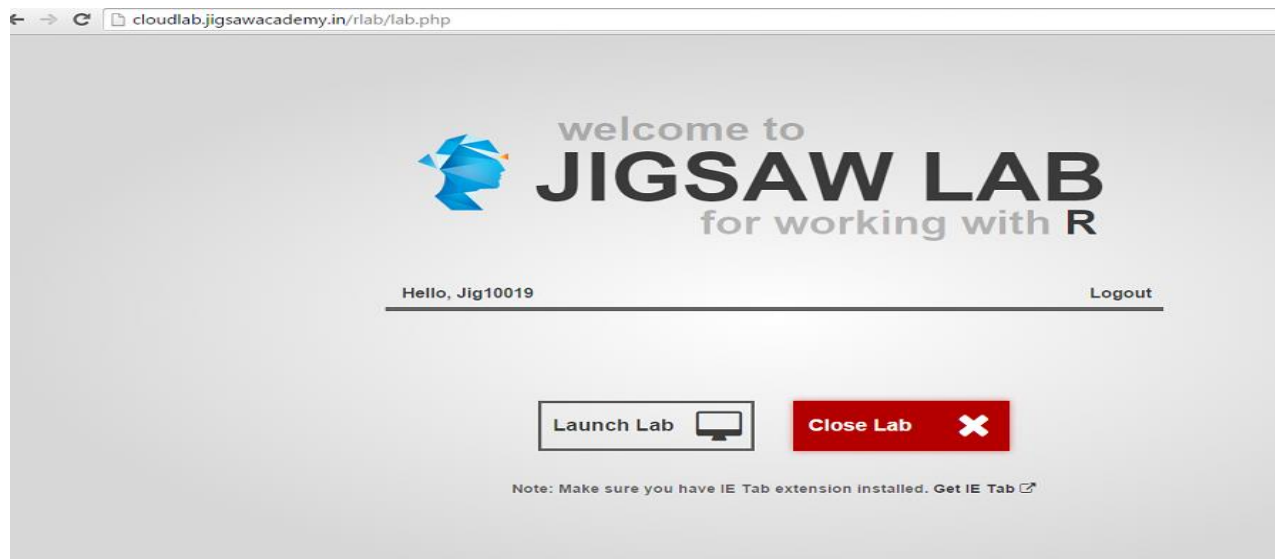 cloudlab.jigsawacademy.in/rlab/lab.php
welcome to
JIGSAW LAB
for working with R
Hello, Jig10019 Logout
Launch Lab Close Lab
Note: Make sure you have IE Tab extension installed. Get IE Tab